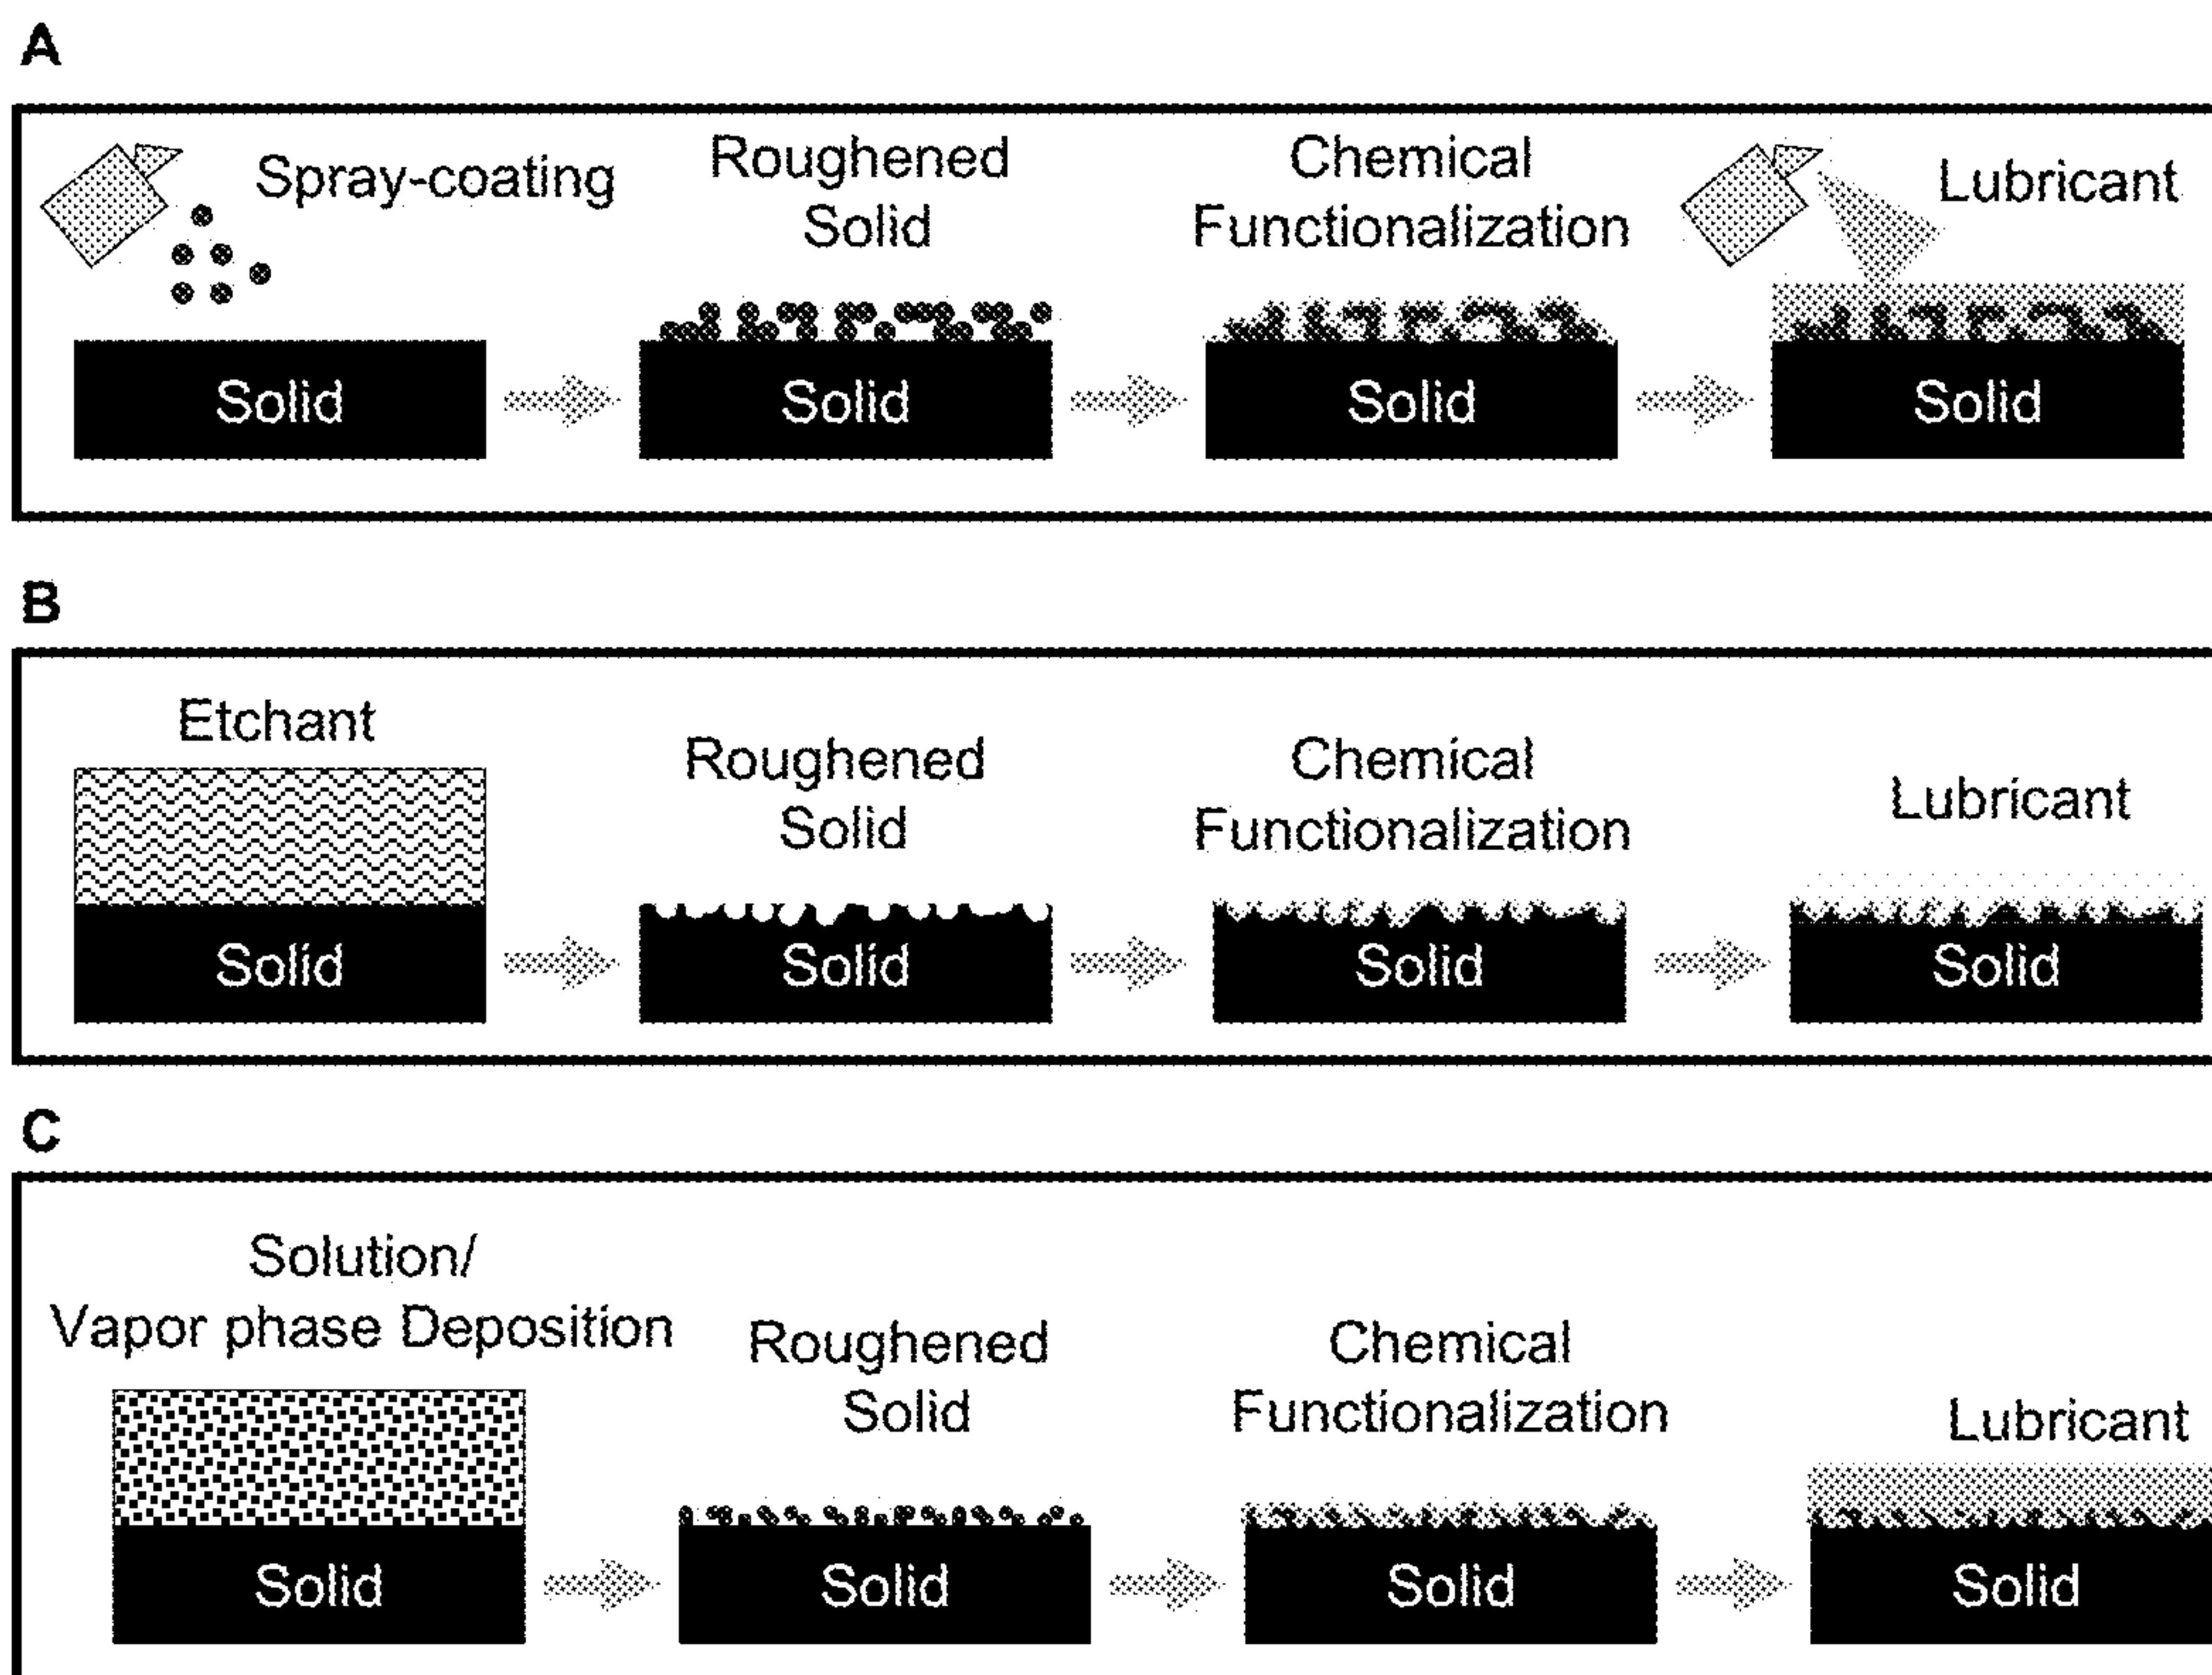 A
Spray-coating
Roughened
Solid
Chemical
Functionalization
Lubricant
Solid
Solid
Solid
Solid
B
Etchant
Roughened
Solid
Chemical
Functionalization
Lubricant
Solid
Solid
Solid
Solid
C
Solution/
Vapor phase Deposition
Roughened
Solid
Chemical
Functionalization
Lubricant
Solid
Solid
Solid
Solid